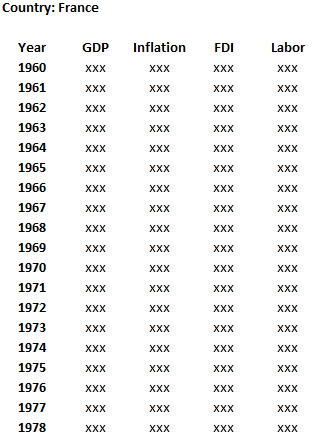 Country: France
Year GDP Inflation FDI Labor
1960 xxx xxx xxx xxx
1961 xxx xxx xxx xxx
1962 xxx xxx xxx xxx
1963 xxx xxx xxx xxx
1964 xxx xxx xxx xxx
1965 xxx xxx xxx xxx
1966 xxx xxx xxx xxx
1967 xxx xxx xxx xxx
1968 xxx xxx xxx xxx
1969 xxx xxx xxx xxx
1970 xxx xxx xxx xxx
1971 xxx xxx xxx xxx
1972 xxx xxx xxx xxx
1973 xxx xxx xxx xxx
1974 xxx xxx xxx xxx
1975 xxx xxx xxx xxx
1976 xxx xxx xxx xxx
1977 xxx xxx xxx xxx
1978 xxx xxx xxx xxx